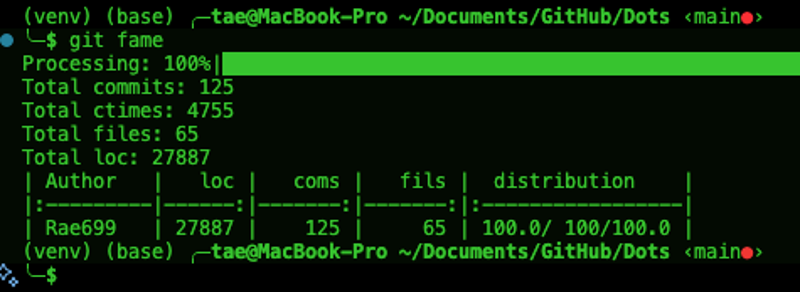 (venv) (base) ╭─tae@MacBook-Pro ~/Documents/GitHub/Dots ‹main●›
╰─$ git fame
Processing: 100%|
Total commits: 125
Total ctimes: 4755
Total files: 65
Total loc: 27887
| Author   |   loc |   coms |   fils |  distribution    |
|:---------|------:|-------:|-------:|:-----------------|
| Rae699   | 27887 |    125 |     65 | 100.0/ 100/100.0 |
(venv) (base) ╭─tae@MacBook-Pro ~/Documents/GitHub/Dots ‹main●›
╰─$